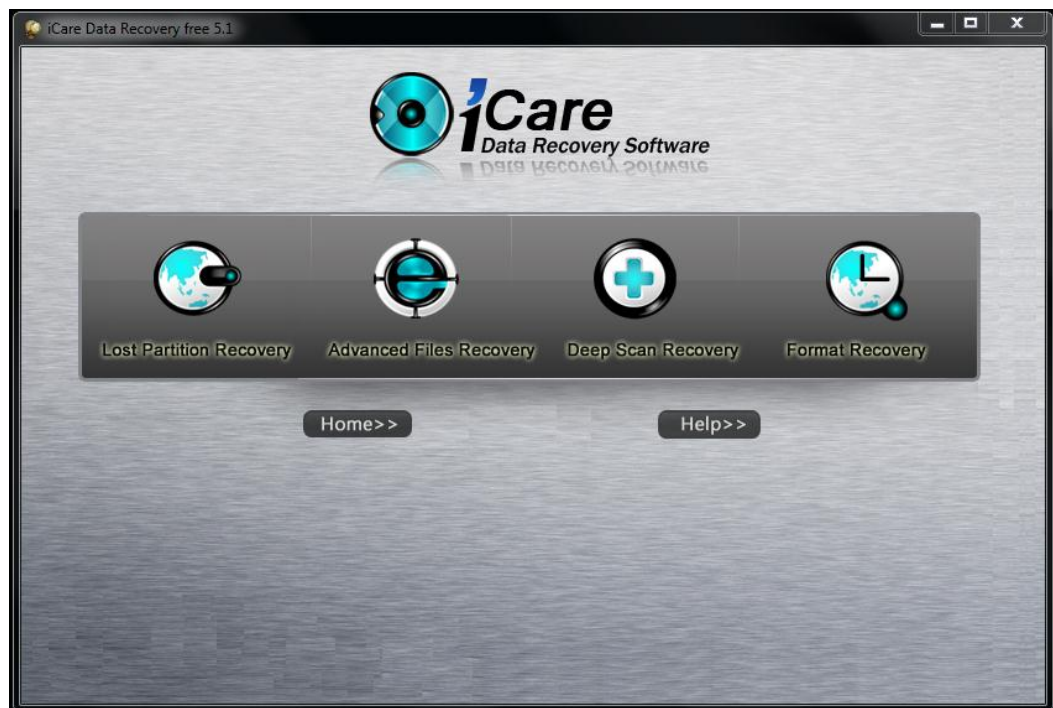 iCare Data Recovery free 5.1
iCare
Data Recovery Software
Lost Partition Recovery
Advanced Files Recovery
Deep Scan Recovery
Format Recovery
Home>>
Help>>